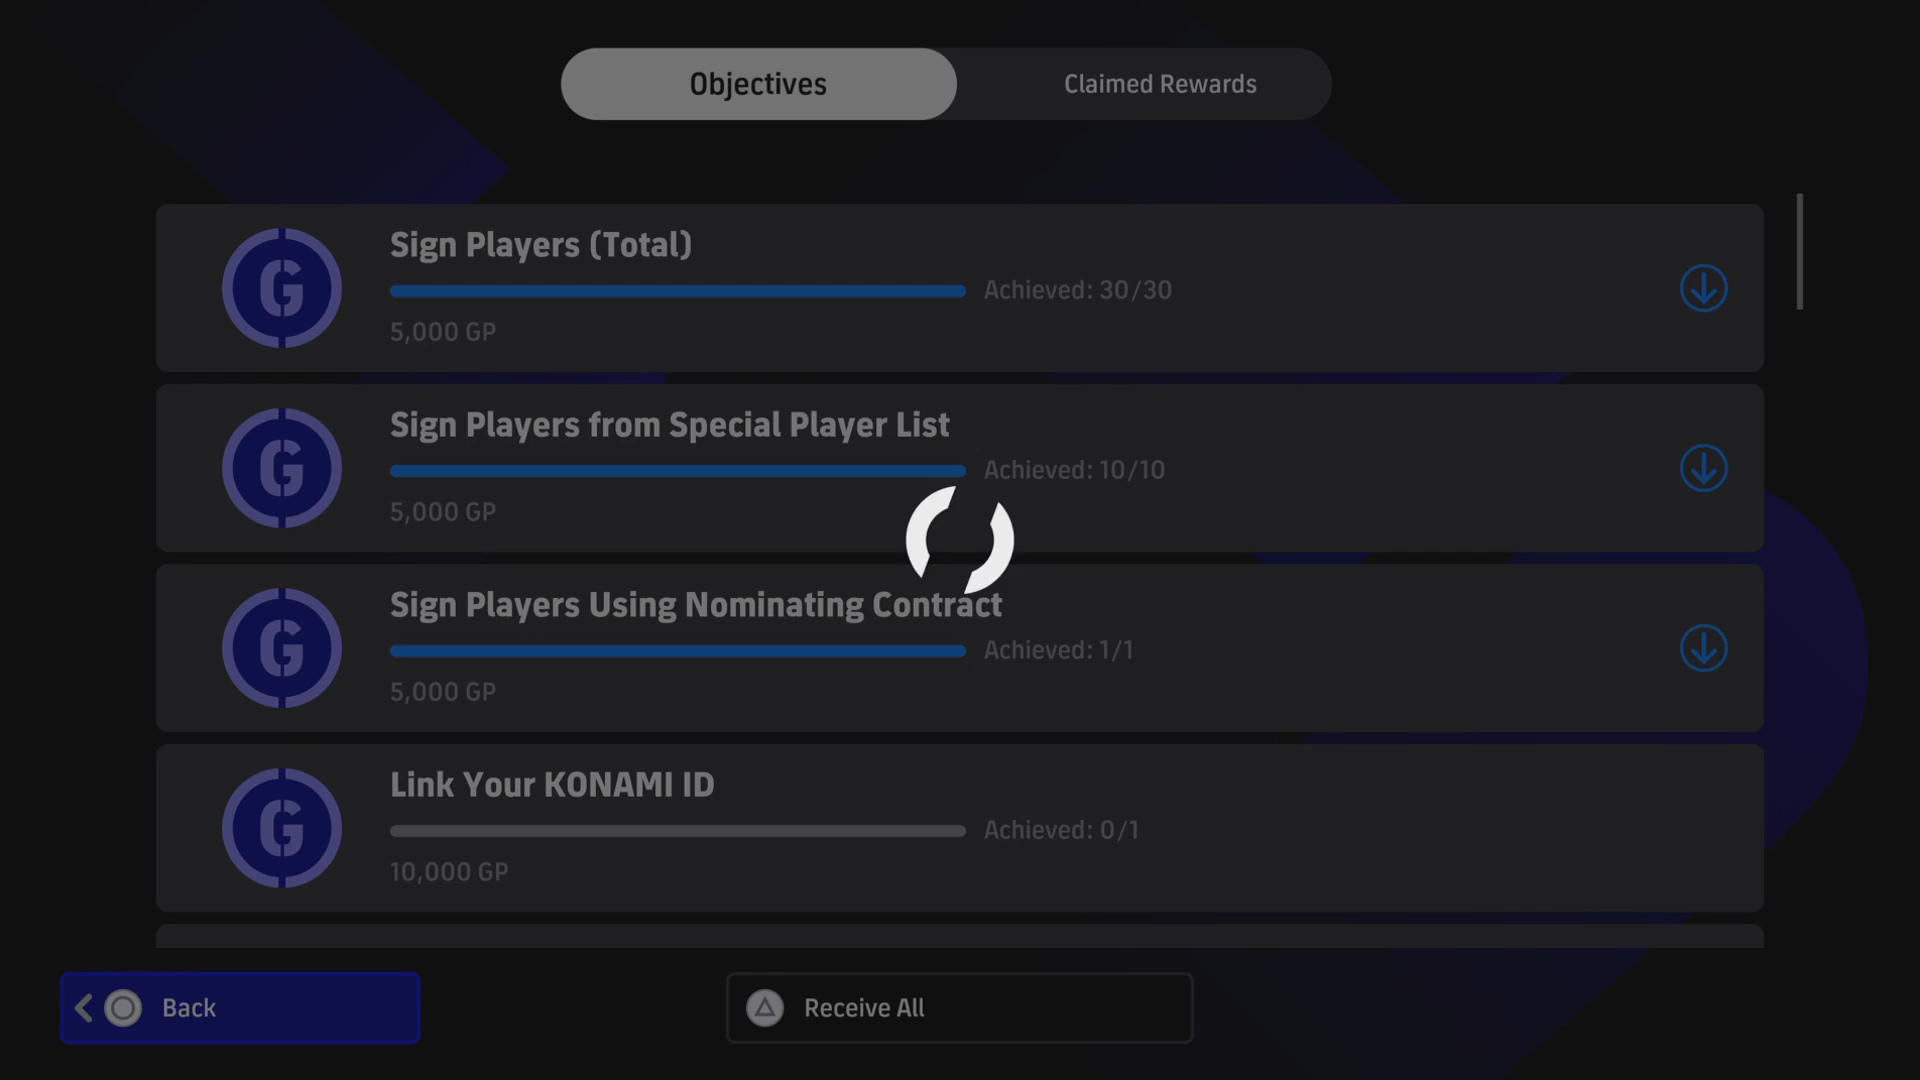 Objectives
Claimed Rewards
Sign Players (Total)
Achieved: 30/30
5,000 GP
Sign Players from Special Player List
Achieved: 10/10
5,000 GP
Sign Players Using Nominating Contract
Achieved: 1/1
5,000 GP
Link Your KONAMI ID
Achieved: 0/1
10,000 GP
Back
Receive All